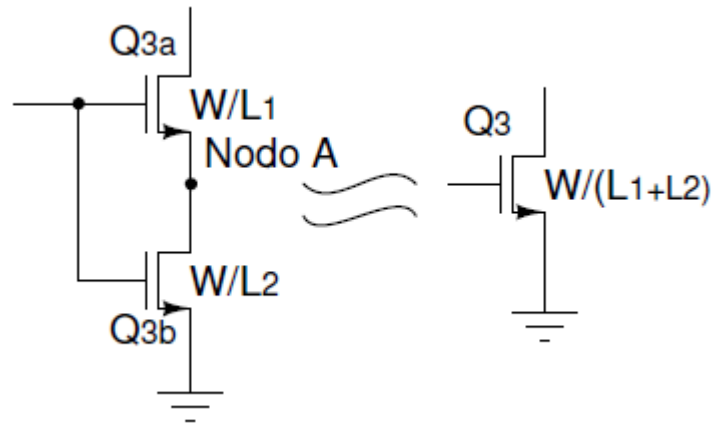 Q3a
W/L1
Nodo A
W/L2
Q3b
Q3
W/(L1+L2)